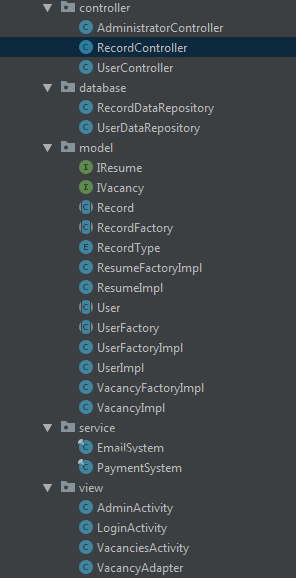 controller
AdministratorController
RecordController
UserController
database
RecordDataRepository
UserDataRepository
model
I IResume
I IVacancy
C Record
C RecordFactory
E RecordType
C ResumeFactoryImpl
C ResumeImpl
C User
C UserFactory
C UserFactoryImpl
C UserImpl
C VacancyFactoryImpl
C VacancyImpl
service
C EmailSystem
C PaymentSystem
view
C AdminActivity
C LoginActivity
C VacanciesActivity
C VacancyAdapter